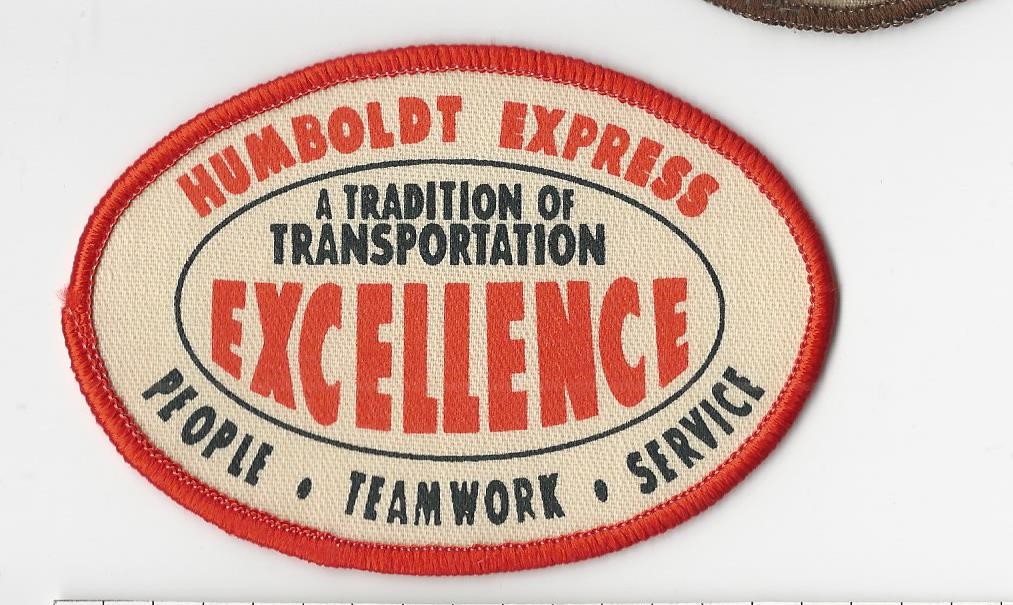 HUMBOLDT EXPRESS
A TRADITION OF
TRANSPORTATION
EXCELLENCE
PEOPLE • TEAMWORK • SERVICE